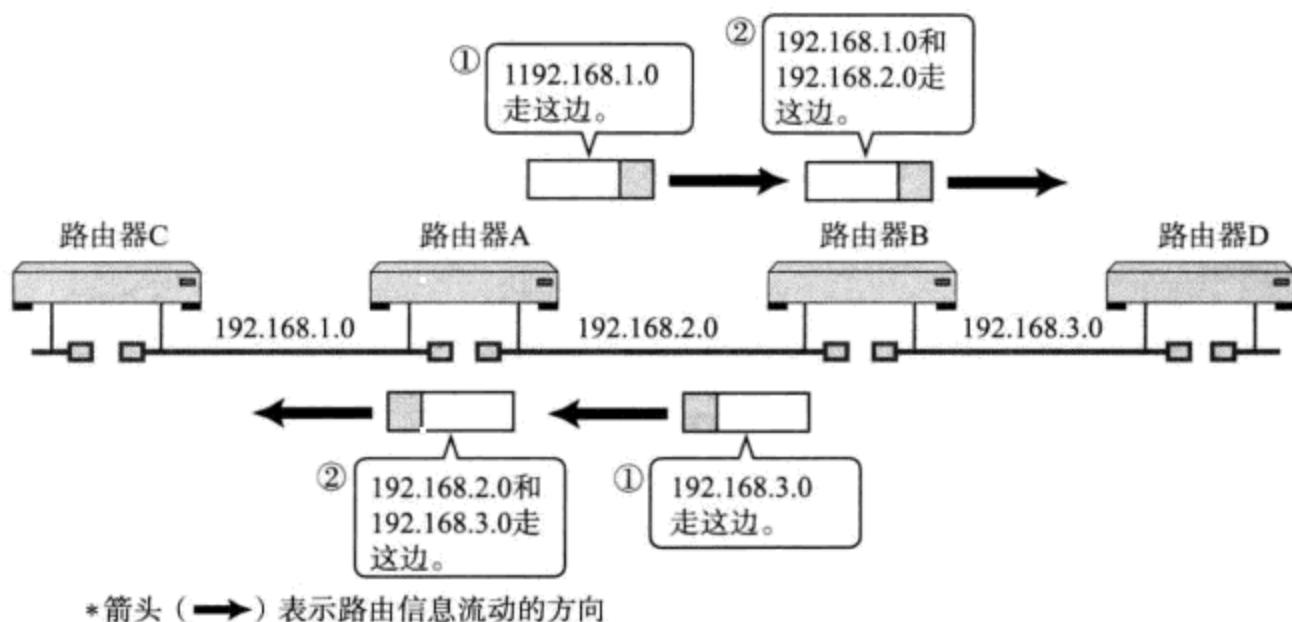 ①
1192.168.1.0
走这边。
②
192.168.1.0和
192.168.2.0走
这边。
路由器C
路由器A
路由器B
路由器D
192.168.1.0
192.168.2.0
192.168.3.0
②
192.168.2.0和
192.168.3.0走
这边。
①
192.168.3.0
走这边。
*箭头（➡）表示路由信息流动的方向